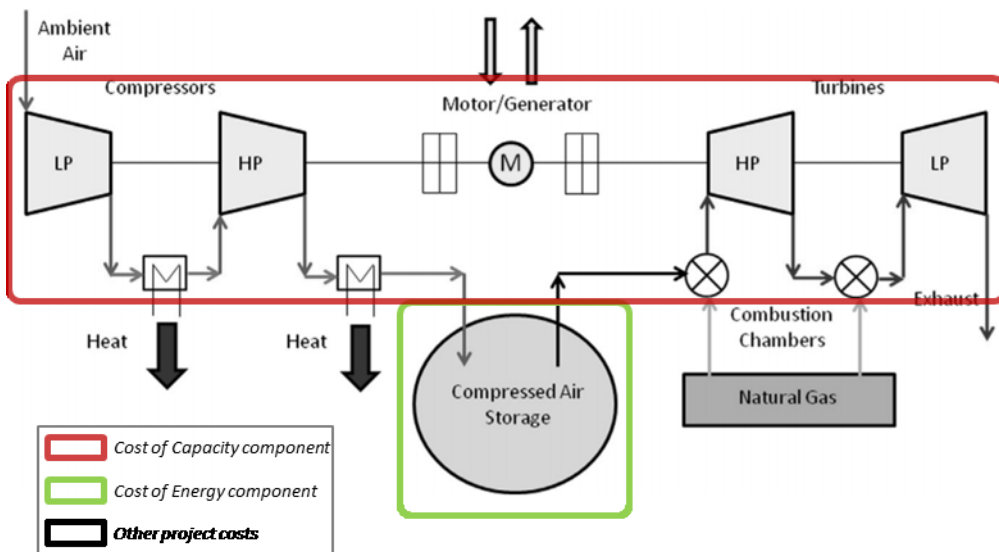 Ambient
Air
Compressors
Motor/Generator
Turbines
LP
HP
M
HP
LP
Heat
Heat
Compressed Air
Storage
Combustion
Chambers
Exhaust
Natural Gas
Cost of Capacity component
Cost of Energy component
Other project costs